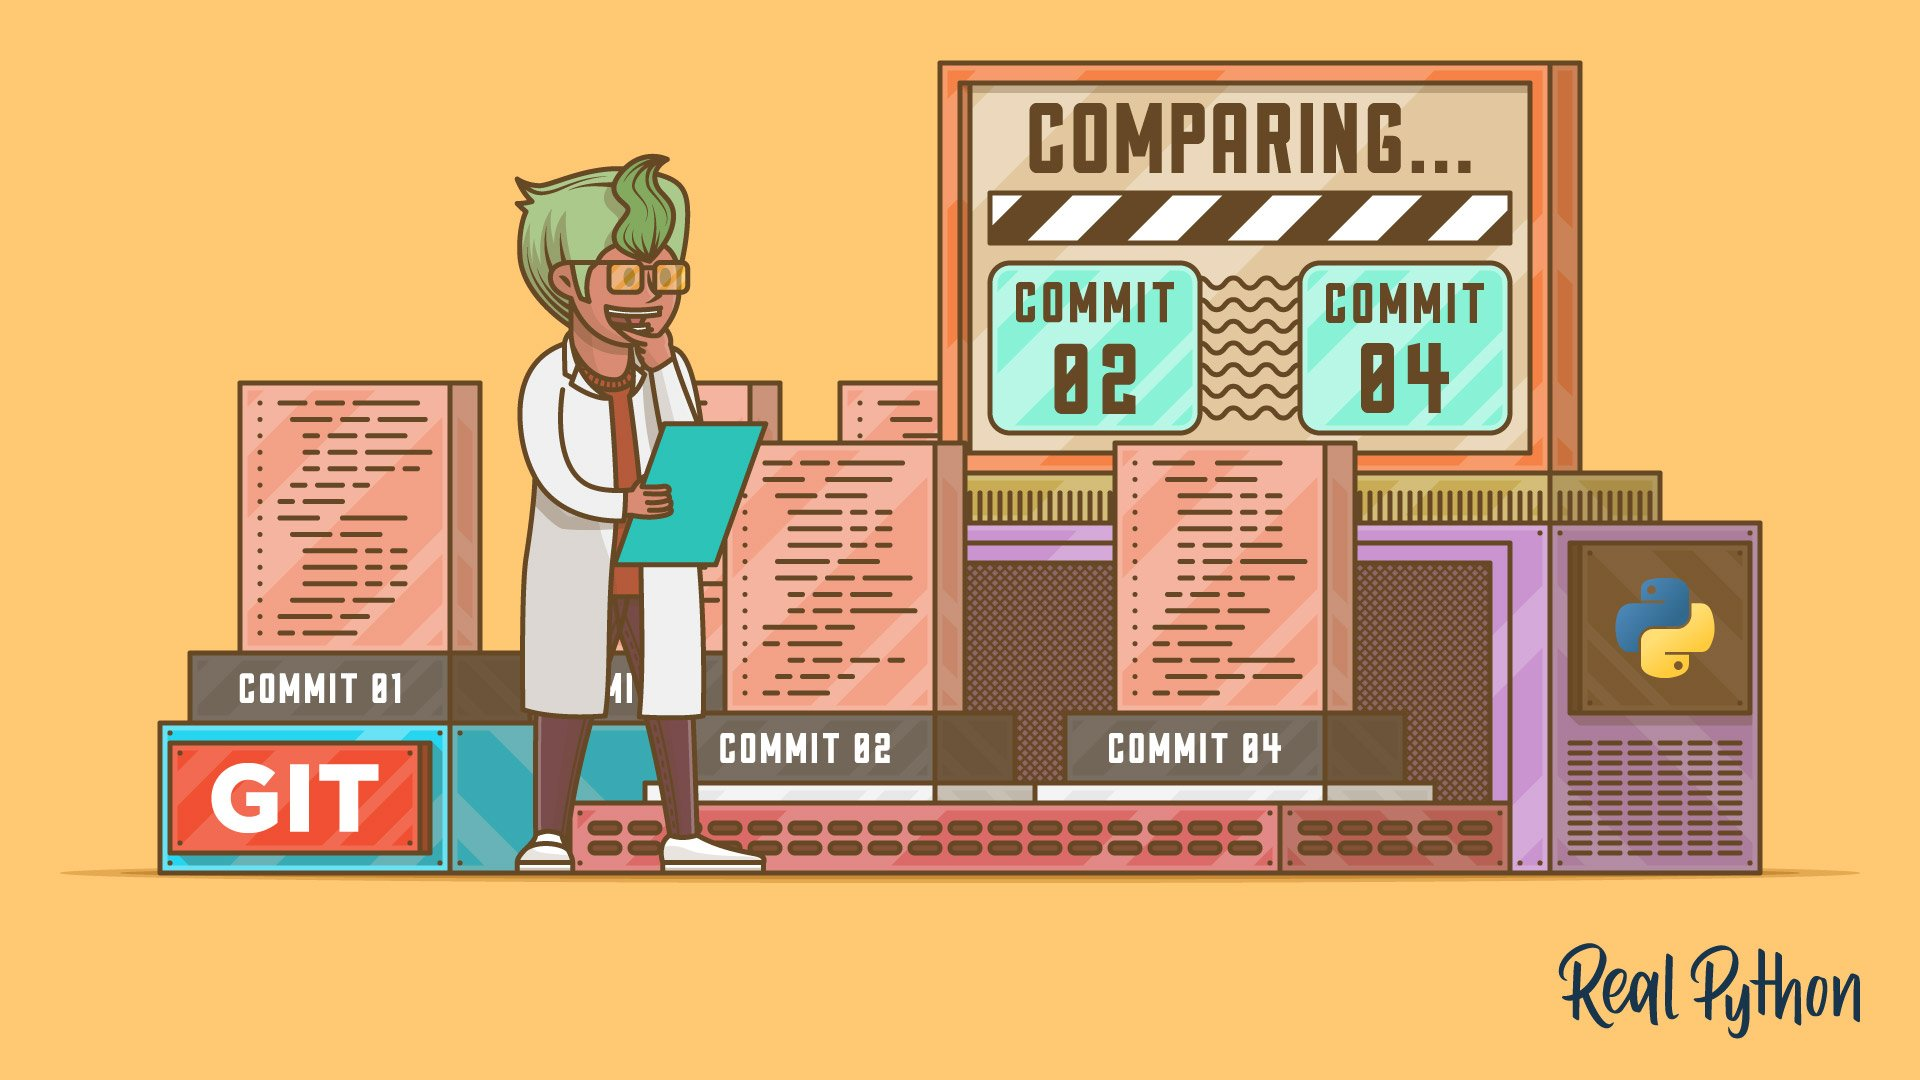 COMPARING...
COMMIT
02
COMMIT
04
COMMIT 01
COMMIT 02
COMMIT 04
GIT
Real Python